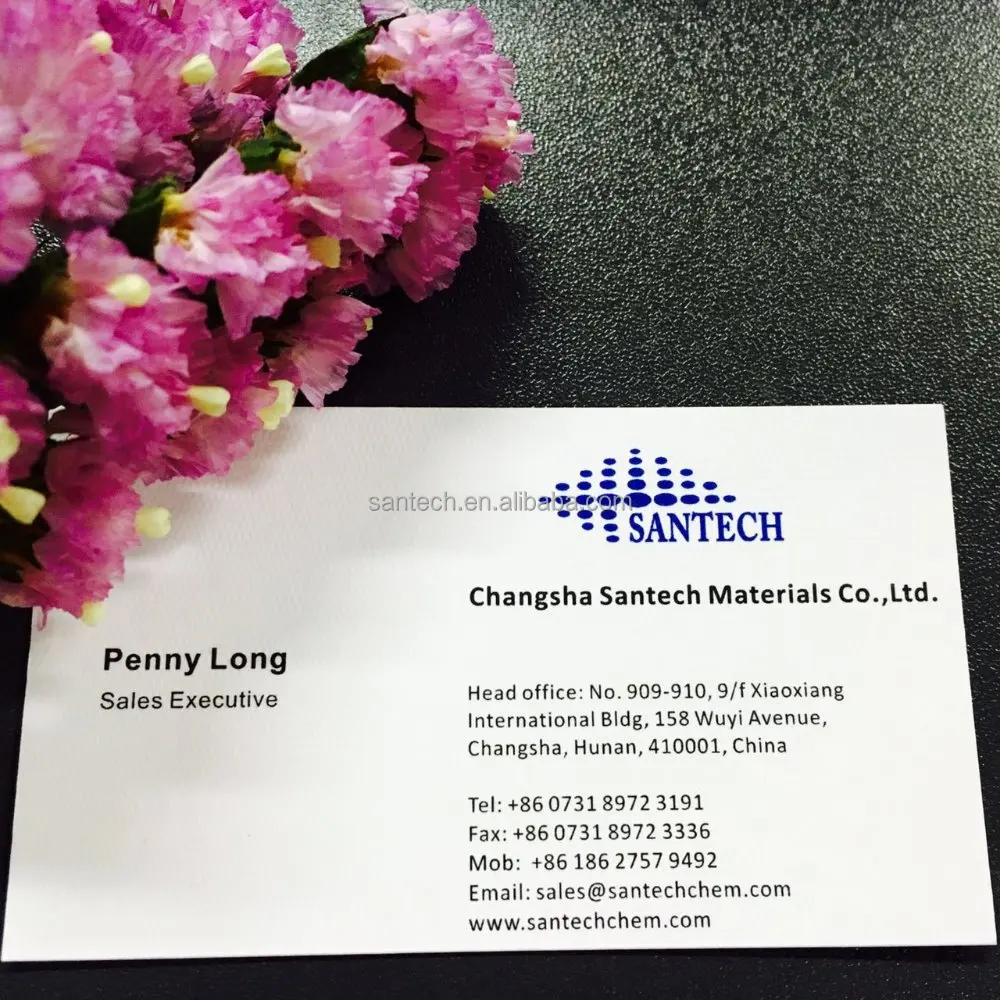 santech.en.alibaba.com
SANTECH
Changsha Santech Materials Co.,Ltd.
Penny Long
Sales Executive
Head office: No. 909-910, 9/f Xiaoxiang
International Bldg, 158 Wuyi Avenue,
Changsha, Hunan, 410001, China
Tel: +86 0731 8972 3191
Fax: +86 0731 8972 3336
Mob: +86 186 2757 9492
Email: sales@santechchem.com
www.santechchem.com